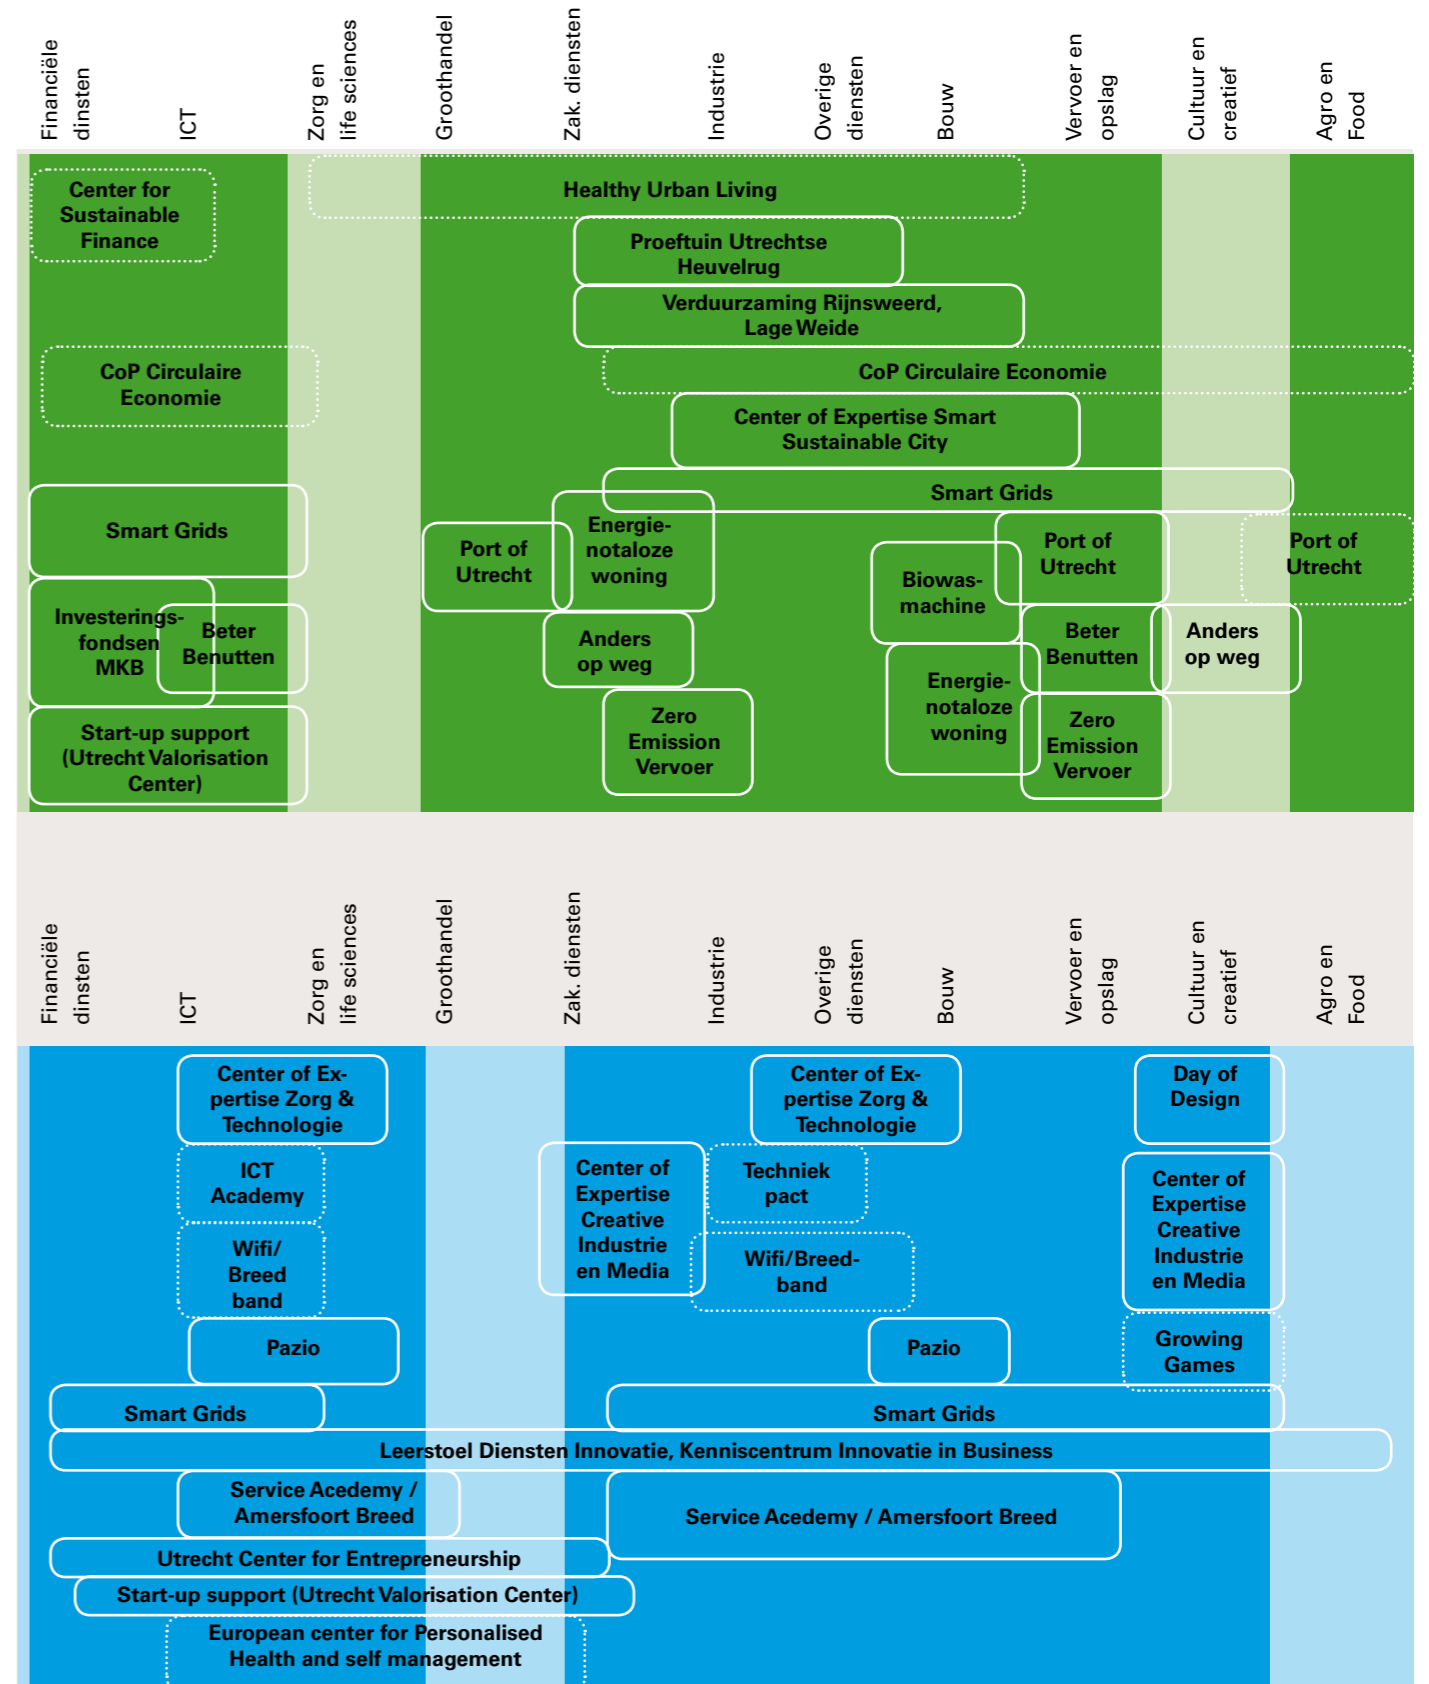 Financiële
dinsten
ICT
Zorg en
life sciences
Groothandel
Zak. diensten
Industrie
Overige
diensten
Bouw
Vervoer en
opslag
Cultuur en
creatief
Agro en
Food
Center for
Sustainable
Finance
Healthy Urban Living
Proeftuin Utrechtse
Heuvelrug
Verduurzaming Rijnsweerd,
Lage Weide
CoP Circulaire
Economie
CoP Circulaire Economie
Center of Expertise Smart
Sustainable City
Smart Grids
Smart Grids
Port of
Utrecht
Energie-
notaloze
woning
Biowas-
machine
Port of
Utrecht
Port of
Utrecht
Investerings-
fondsen
MKB
Beter
Benutten
Anders
op weg
Energie-
notaloze
woning
Beter
Benutten
Anders
op weg
Start-up support
(Utrecht Valorisation
Center)
Zero
Emission
Vervoer
Zero
Emission
Vervoer
Financiële
dinsten
ICT
Zorg en
life sciences
Groothandel
Zak. diensten
Industrie
Overige
diensten
Bouw
Vervoer en
opslag
Cultuur en
creatief
Agro en
Food
Center of Ex-
pertise Zorg &
Technologie
Center of Ex-
pertise Zorg &
Technologie
Day of
Design
ICT
Academy
Center of
Expertise
Creative
Industrie
en Media
Techniek
pact
Center of
Expertise
Creative
Industrie
en Media
Wifi/
Breed
band
Wifi/Breed-
band
Pazio
Pazio
Growing
Games
Smart Grids
Smart Grids
Leerstoel Diensten Innovatie, Kenniscentrum Innovatie in Business
Service Acedemy /
Amersfoort Breed
Service Acedemy / Amersfoort Breed
Utrecht Center for Entrepreneurship
Start-up support (Utrecht Valorisation Center)
European center for Personalised
Health and self management